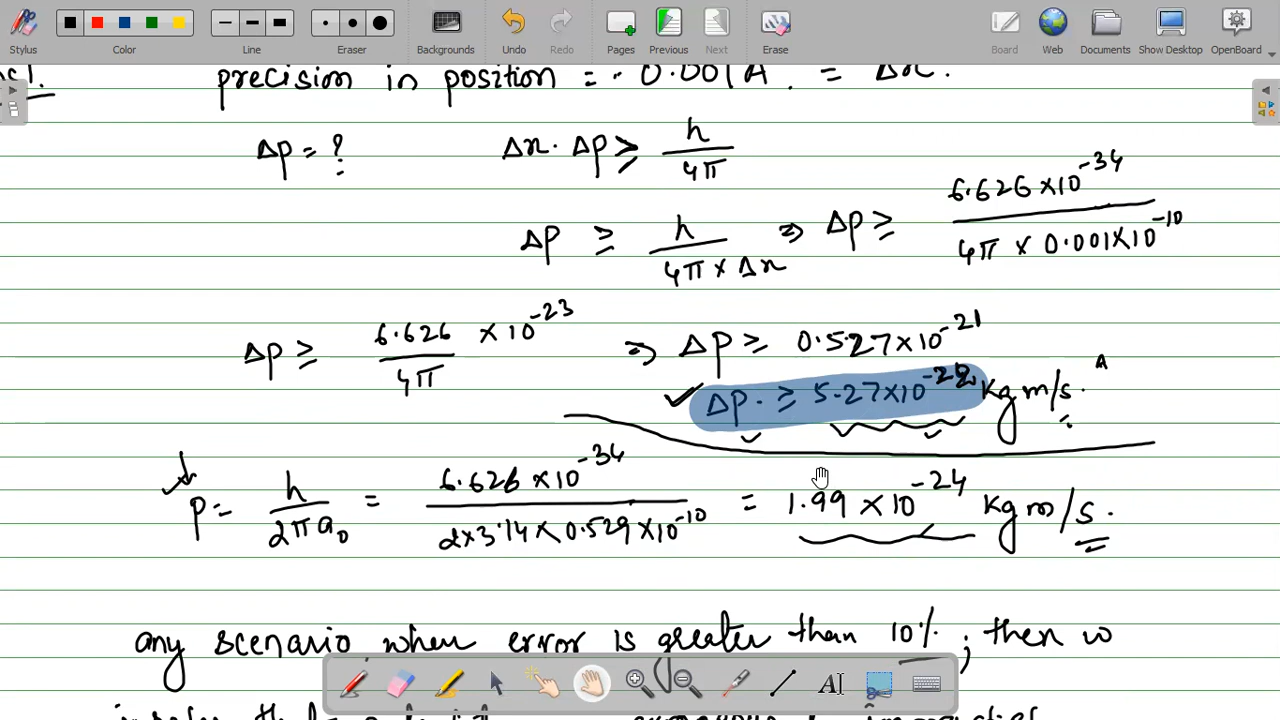 Stylus Color Line Eraser Backgrounds Undo Redo Pages Previous Next Erase Board Web Documents Show Desktop OpenBoard
precision in position = 0.001A. = Δx.
Δp = ? Δx. Δp ≥ h/4π
Δp ≥ h/4π × Δx ⇒ Δp ≥ 6.626 ×10^-34/4π × 0.001×10^-10
Δp ≥ 6.626 ×10^-23/4π ⇒ Δp ≥ 0.527×10^-21
✓ Δp. ≥ 5.27×10^-22 kg m/s. A
p = h/2πa₀ = 6.626 ×10^-34/2×3.14×0.529×10^-10 = 1.99 ×10^-24 kg m/s.
any scenario when error is greater than 10%; then